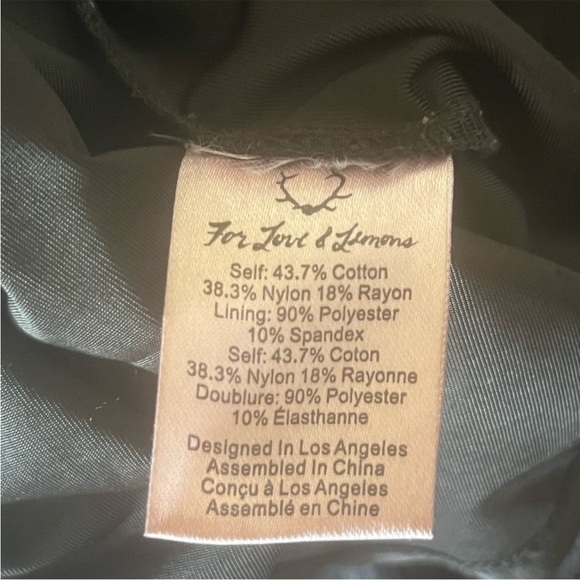 For Love & Lemons
Self: 43.7% Cotton
38.3% Nylon 18% Rayon
Lining: 90% Polyester
10% Spandex
Self: 43.7% Coton
38.3% Nylon 18% Rayonne
Doublure: 90% Polyester
10% Élasthanne
Designed In Los Angeles
Assembled In China
Conçu à Los Angeles
Assemblé en Chine